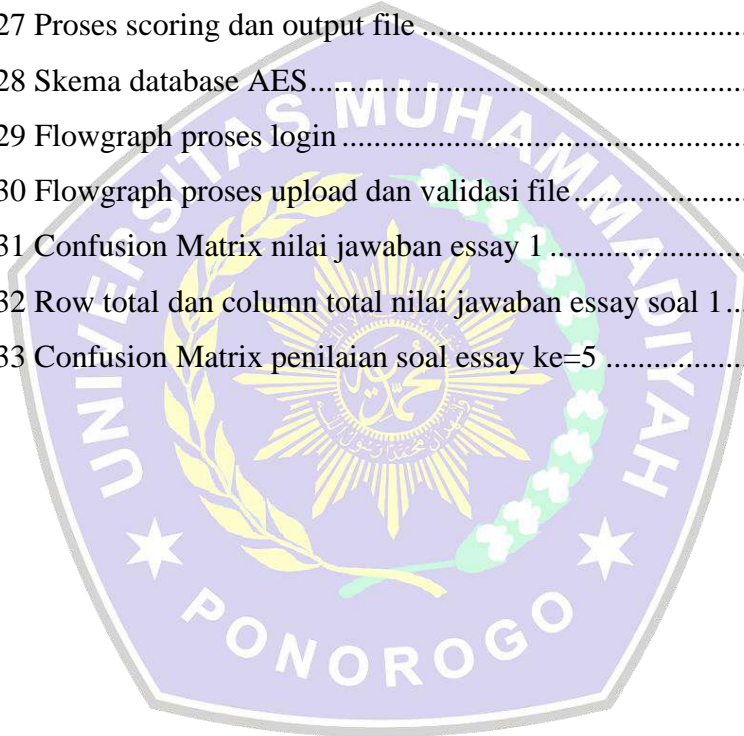 27 Proses scoring dan output file ......................................................
28 Skema database AES......................................................................
29 Flowgraph proses login .................................................................
30 Flowgraph proses upload dan validasi file...................................
31 Confusion Matrix nilai jawaban essay 1 ......................................
32 Row total dan column total nilai jawaban essay soal 1...
33 Confusion Matrix penilaian soal essay ke=5 ...........................
UNIVERSITAS MUHAMMADIYAH
PONOROGO